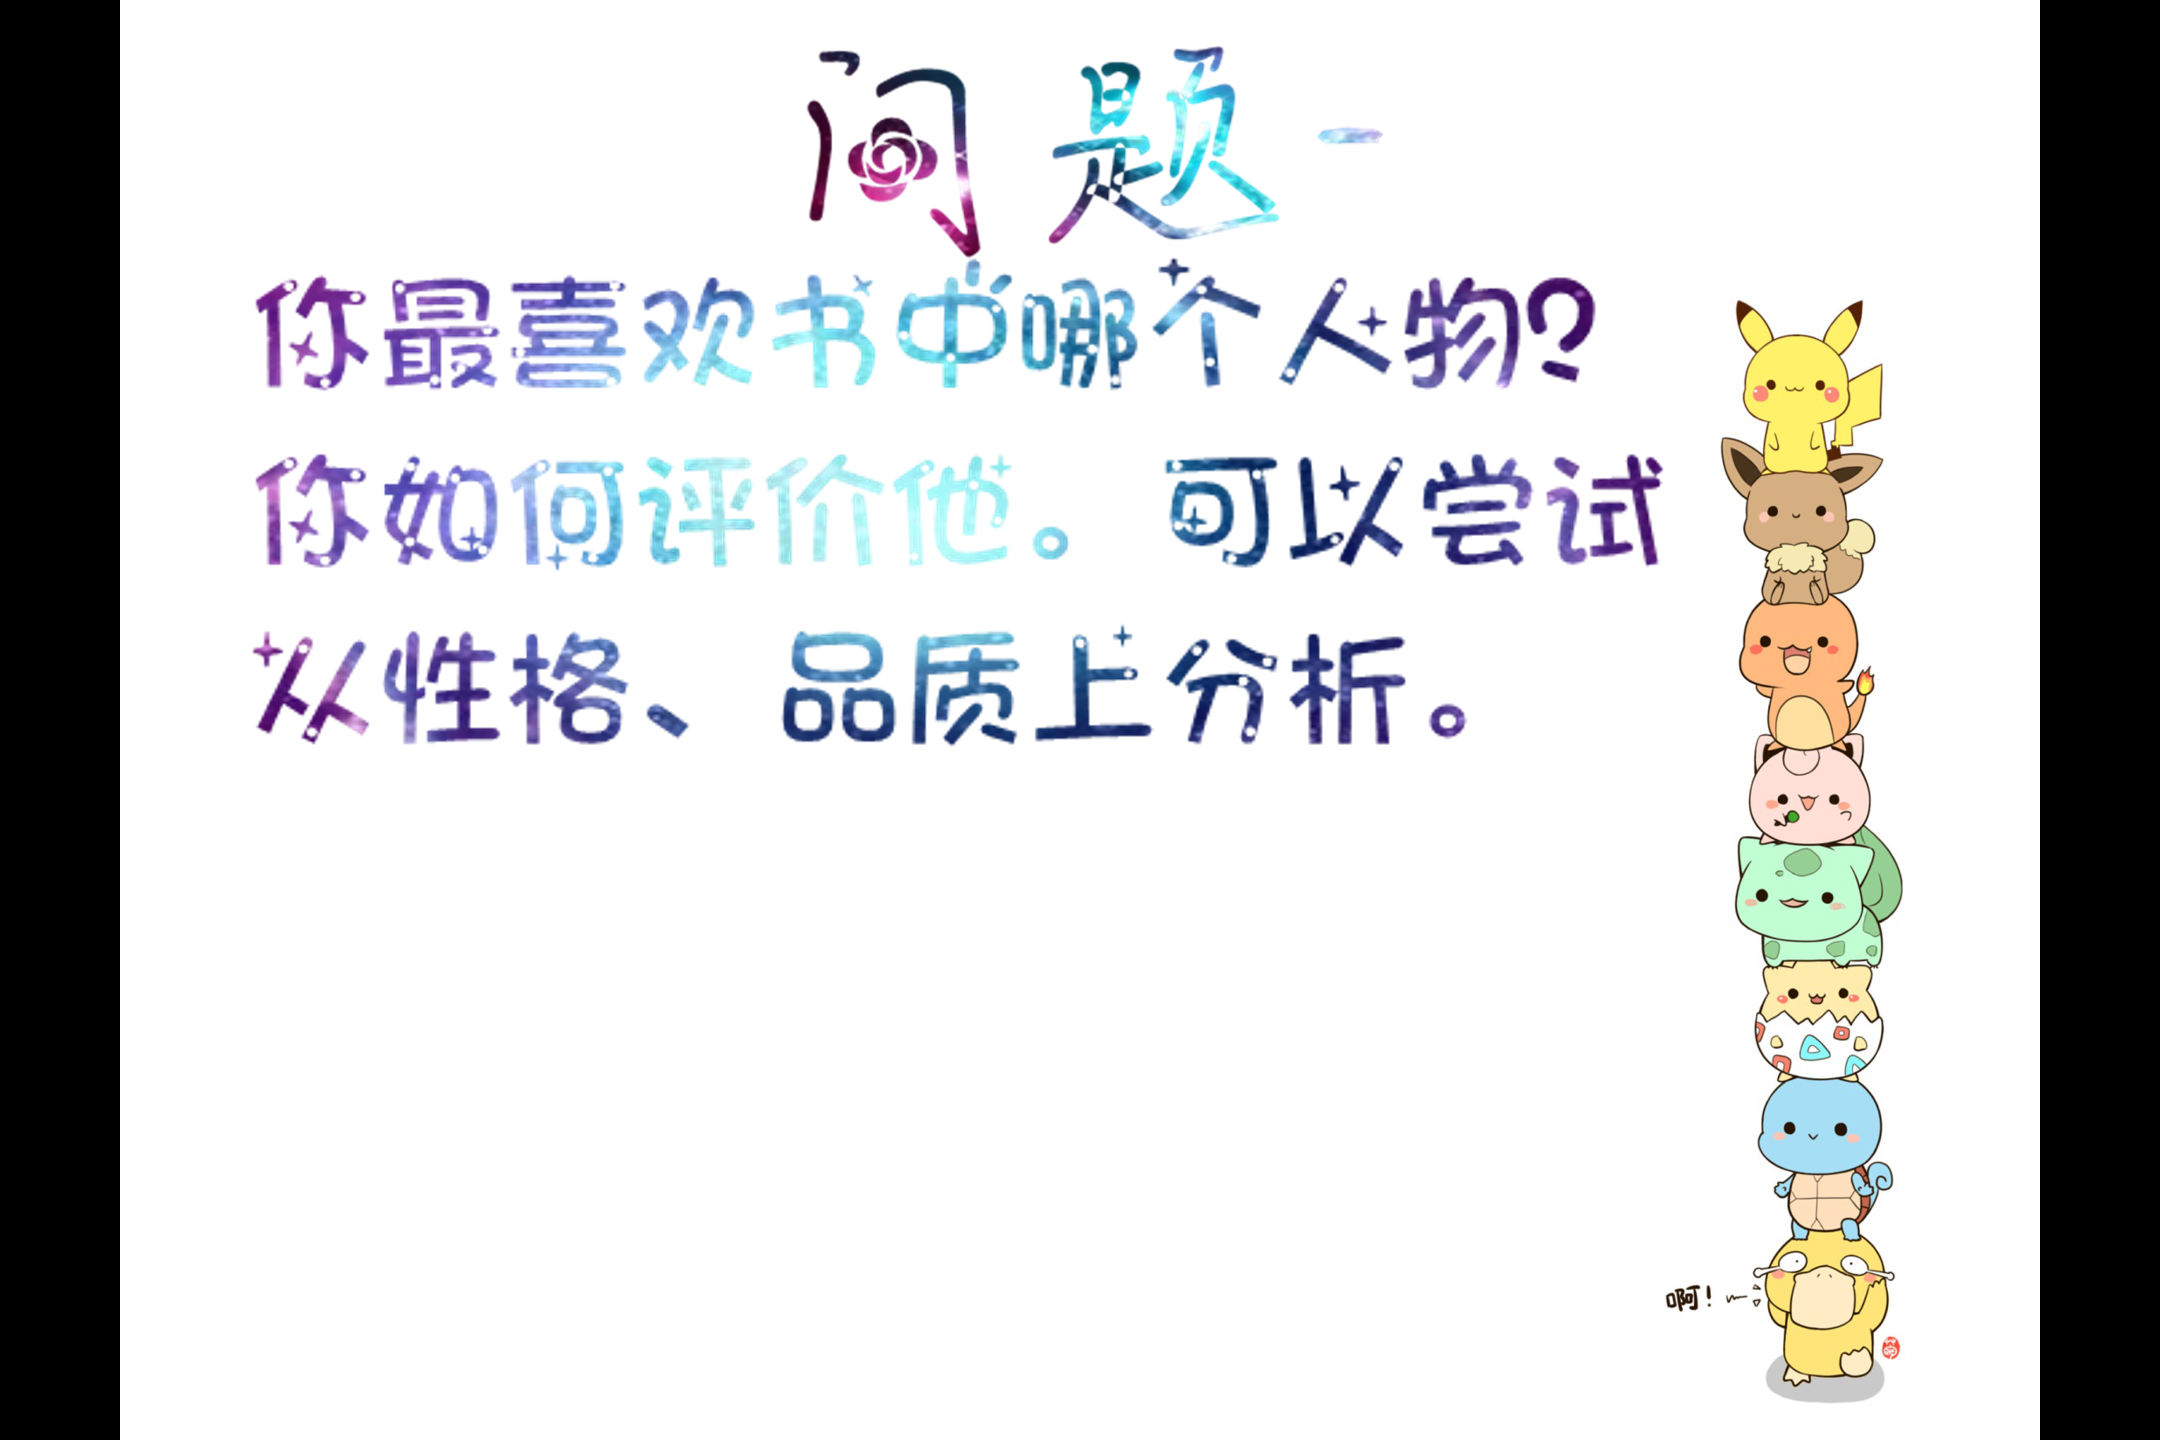 问题一
你最喜欢书中哪个人物?
你如何评价他。可以尝试
从性格、品质上分析。
啊!